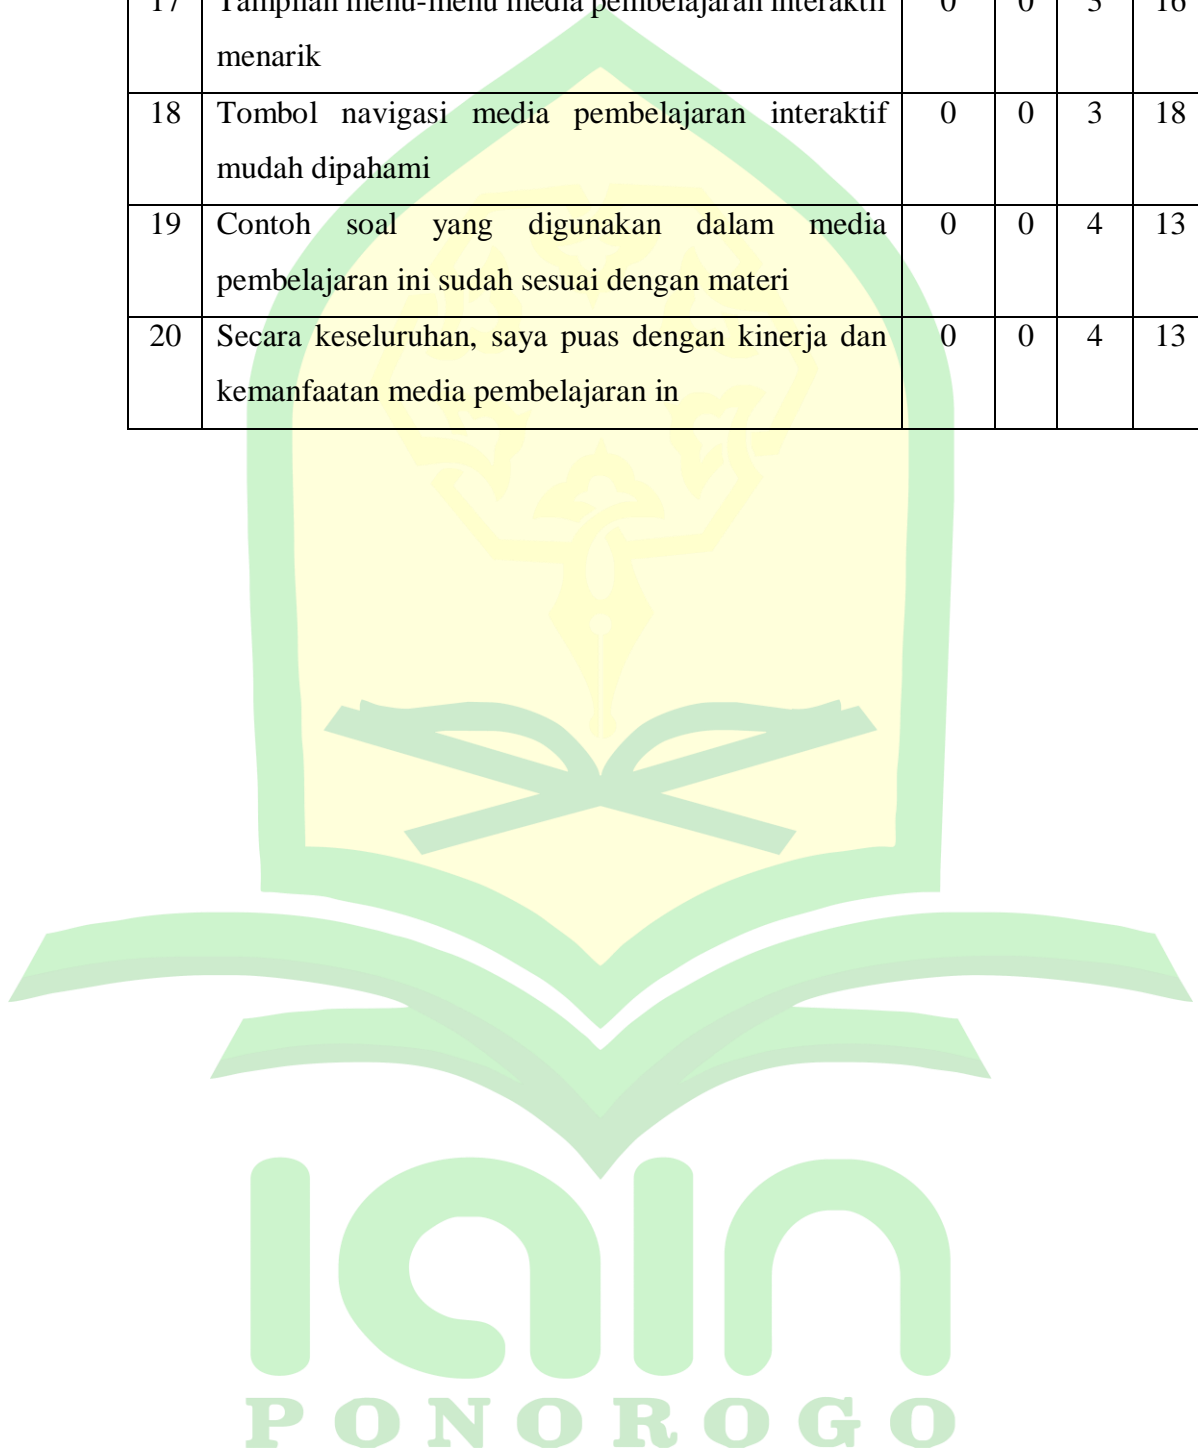 17 Tampilan menu-menu media pembelajaran interaktif 0 0 3 16
menarik
18 Tombol navigasi media pembelajaran interaktif 0 0 3 18
mudah dipahami
19 Contoh soal yang digunakan dalam media 0 0 4 13
pembelajaran ini sudah sesuai dengan materi
20 Secara keseluruhan, saya puas dengan kinerja dan 0 0 4 13
kemanfaatan media pembelajaran in
iain
PONOROGO